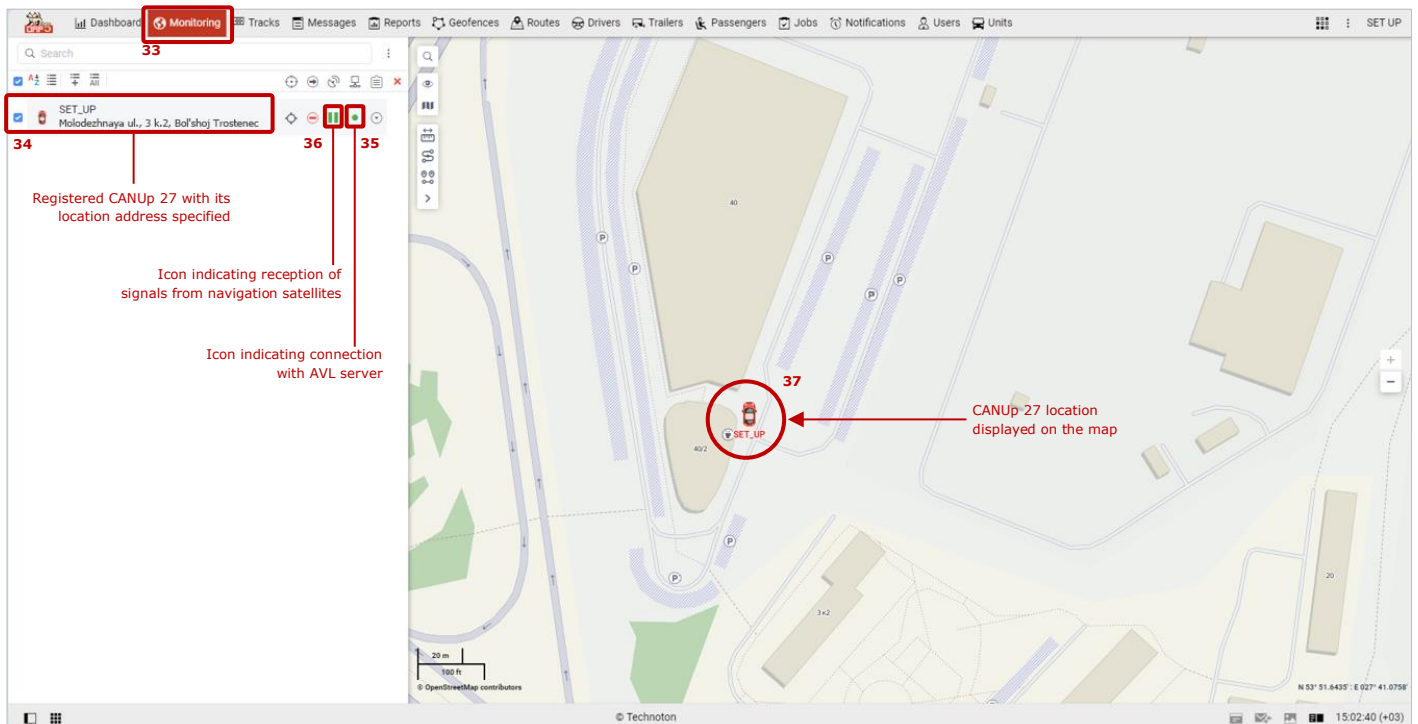 Dashboard Monitoring Tracks Messages Reports Geofences Routes Drivers Trailers Passengers Jobs Notifications Users Units SET UP
33
Search
SET_UP
Molodezhnaya ul., 3 k.2, Bol'shoj Trostenec
34
36
35
Registered CANUp 27 with its
location address specified
Icon indicating reception of
signals from navigation satellites
Icon indicating connection
with AVL server
40
P
P
P
P
P
37
SET_UP
CANUp 27 location
displayed on the map
40/2
P
P
20
3 к2
20 m
100 ft
© OpenStreetMap contributors
N 53° 51.6435' : E 027° 41.0758'
© Technoton
15:02:40 (+03)